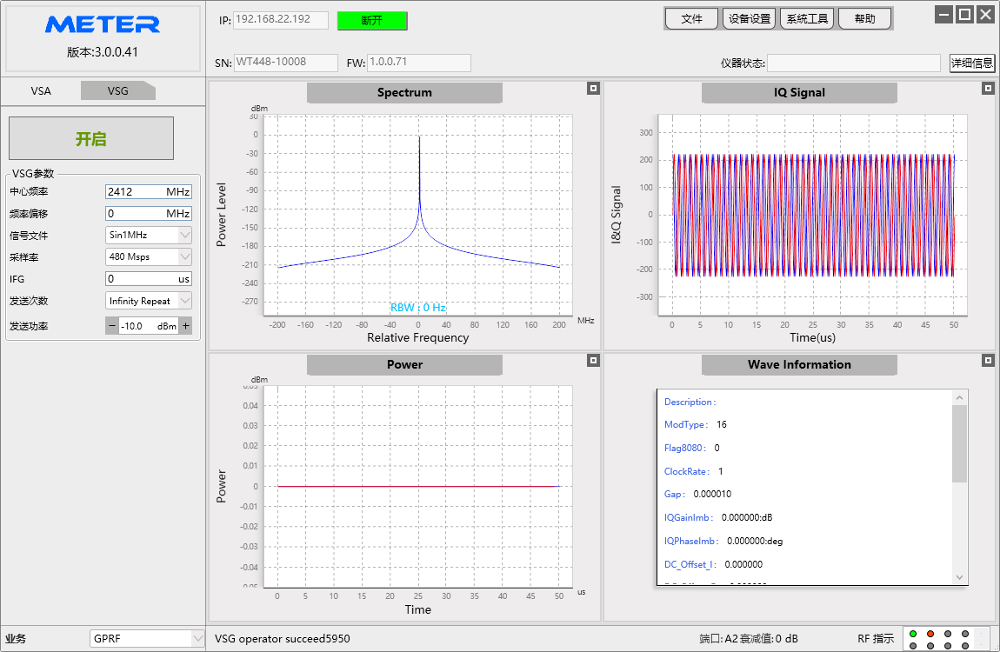 METER
版本:3.0.0.41
IP: 192.168.22.192 断开
文件 设备设置 系统工具 帮助
SN: WT448-10008 FW: 1.0.0.71
仪器状态: 详细信息
VSA VSG
开启
VSG参数
中心频率 2412 MHz
频率偏移 0 MHz
信号文件 Sin1MHz
采样率 480 Msps
IFG 0 us
发送次数 Infinity Repeat
发送功率 − -10.0 dBm +
Spectrum
dBm
30
0
-30
-60
-90
-120
-150
-180
-210
-240
-270
Power Level
RBW : 0 Hz
-200 -160 -120 -80 -40 0 40 80 120 160 200 MHz
Relative Frequency
IQ Signal
300
200
100
0
-100
-200
-300
I&Q Signal
0 5 10 15 20 25 30 35 40 45 50
Time(us)
Power
dBm
0.05
0.04
0.03
0.02
0.01
0
-0.01
-0.02
-0.03
-0.04
-0.05
Power
0 5 10 15 20 25 30 35 40 45 50 us
Time
Wave Information
Description:
ModType: 16
Flag8080: 0
ClockRate: 1
Gap: 0.000010
IQGainImb: 0.000000:dB
IQPhaseImb: 0.000000:deg
DC_Offset_I: 0.000000
业务 GPRF
VSG operator succeed5950
端口:A2 衰减值:0 dB
RF 指示